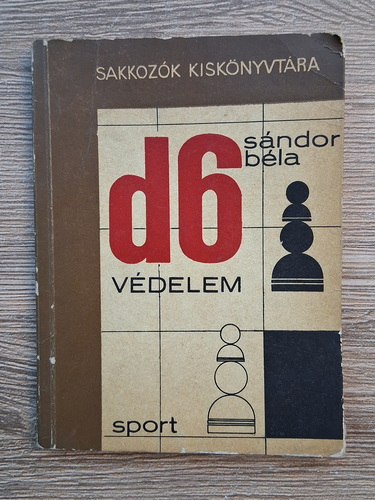 SAKKOZÓK KISKÖNYVTÁRA
sándor
béla
d6
VÉDELEM
sport